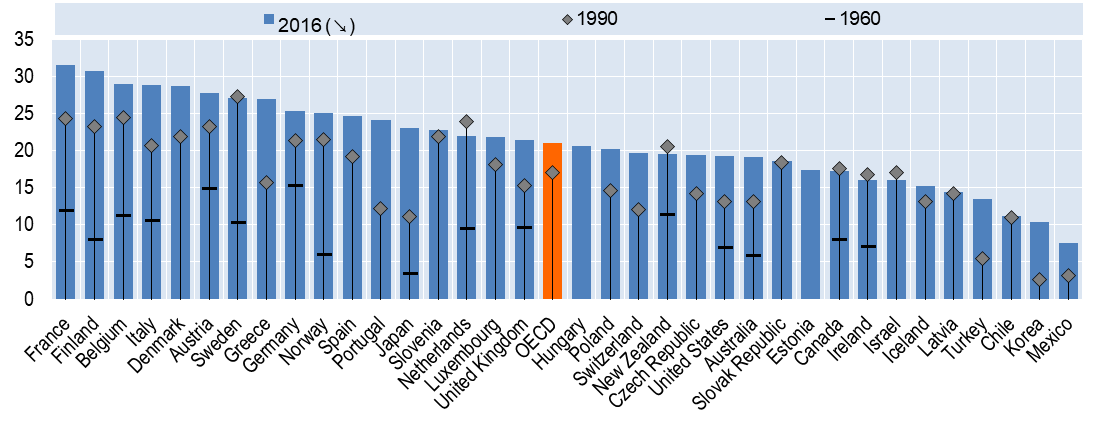 2016 (↘)
1990
1960
35
30
25
20
15
10
5
0
France
Finland
Belgium
Italy
Denmark
Austria
Sweden
Greece
Germany
Norway
Spain
Portugal
Japan
Slovenia
Netherlands
Luxembourg
United Kingdom
OECD
Hungary
Poland
Switzerland
New Zealand
Czech Republic
United States
Australia
Slovak Republic
Estonia
Canada
Ireland
Israel
Iceland
Latvia
Turkey
Chile
Korea
Mexico